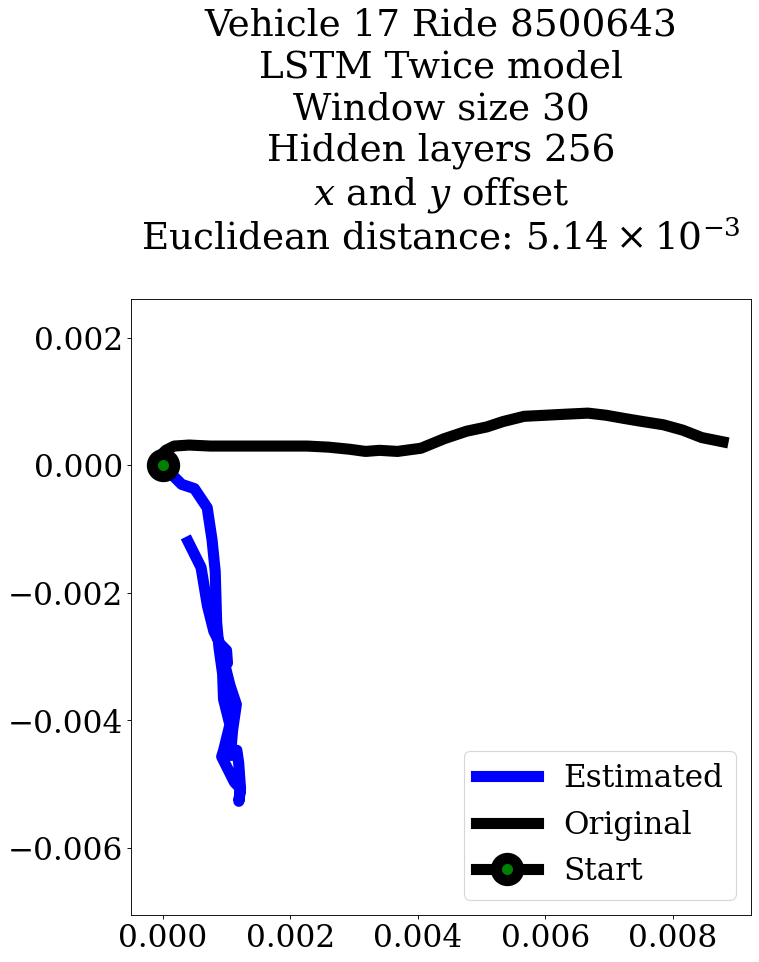 Vehicle 17 Ride 8500643
LSTM Twice model
Window size 30
Hidden layers 256
x and y offset
Euclidean distance: 5.14 × 10⁻³
0.002
0.000
−0.002
−0.004
−0.006
Estimated
Original
Start
0.000 0.002 0.004 0.006 0.008